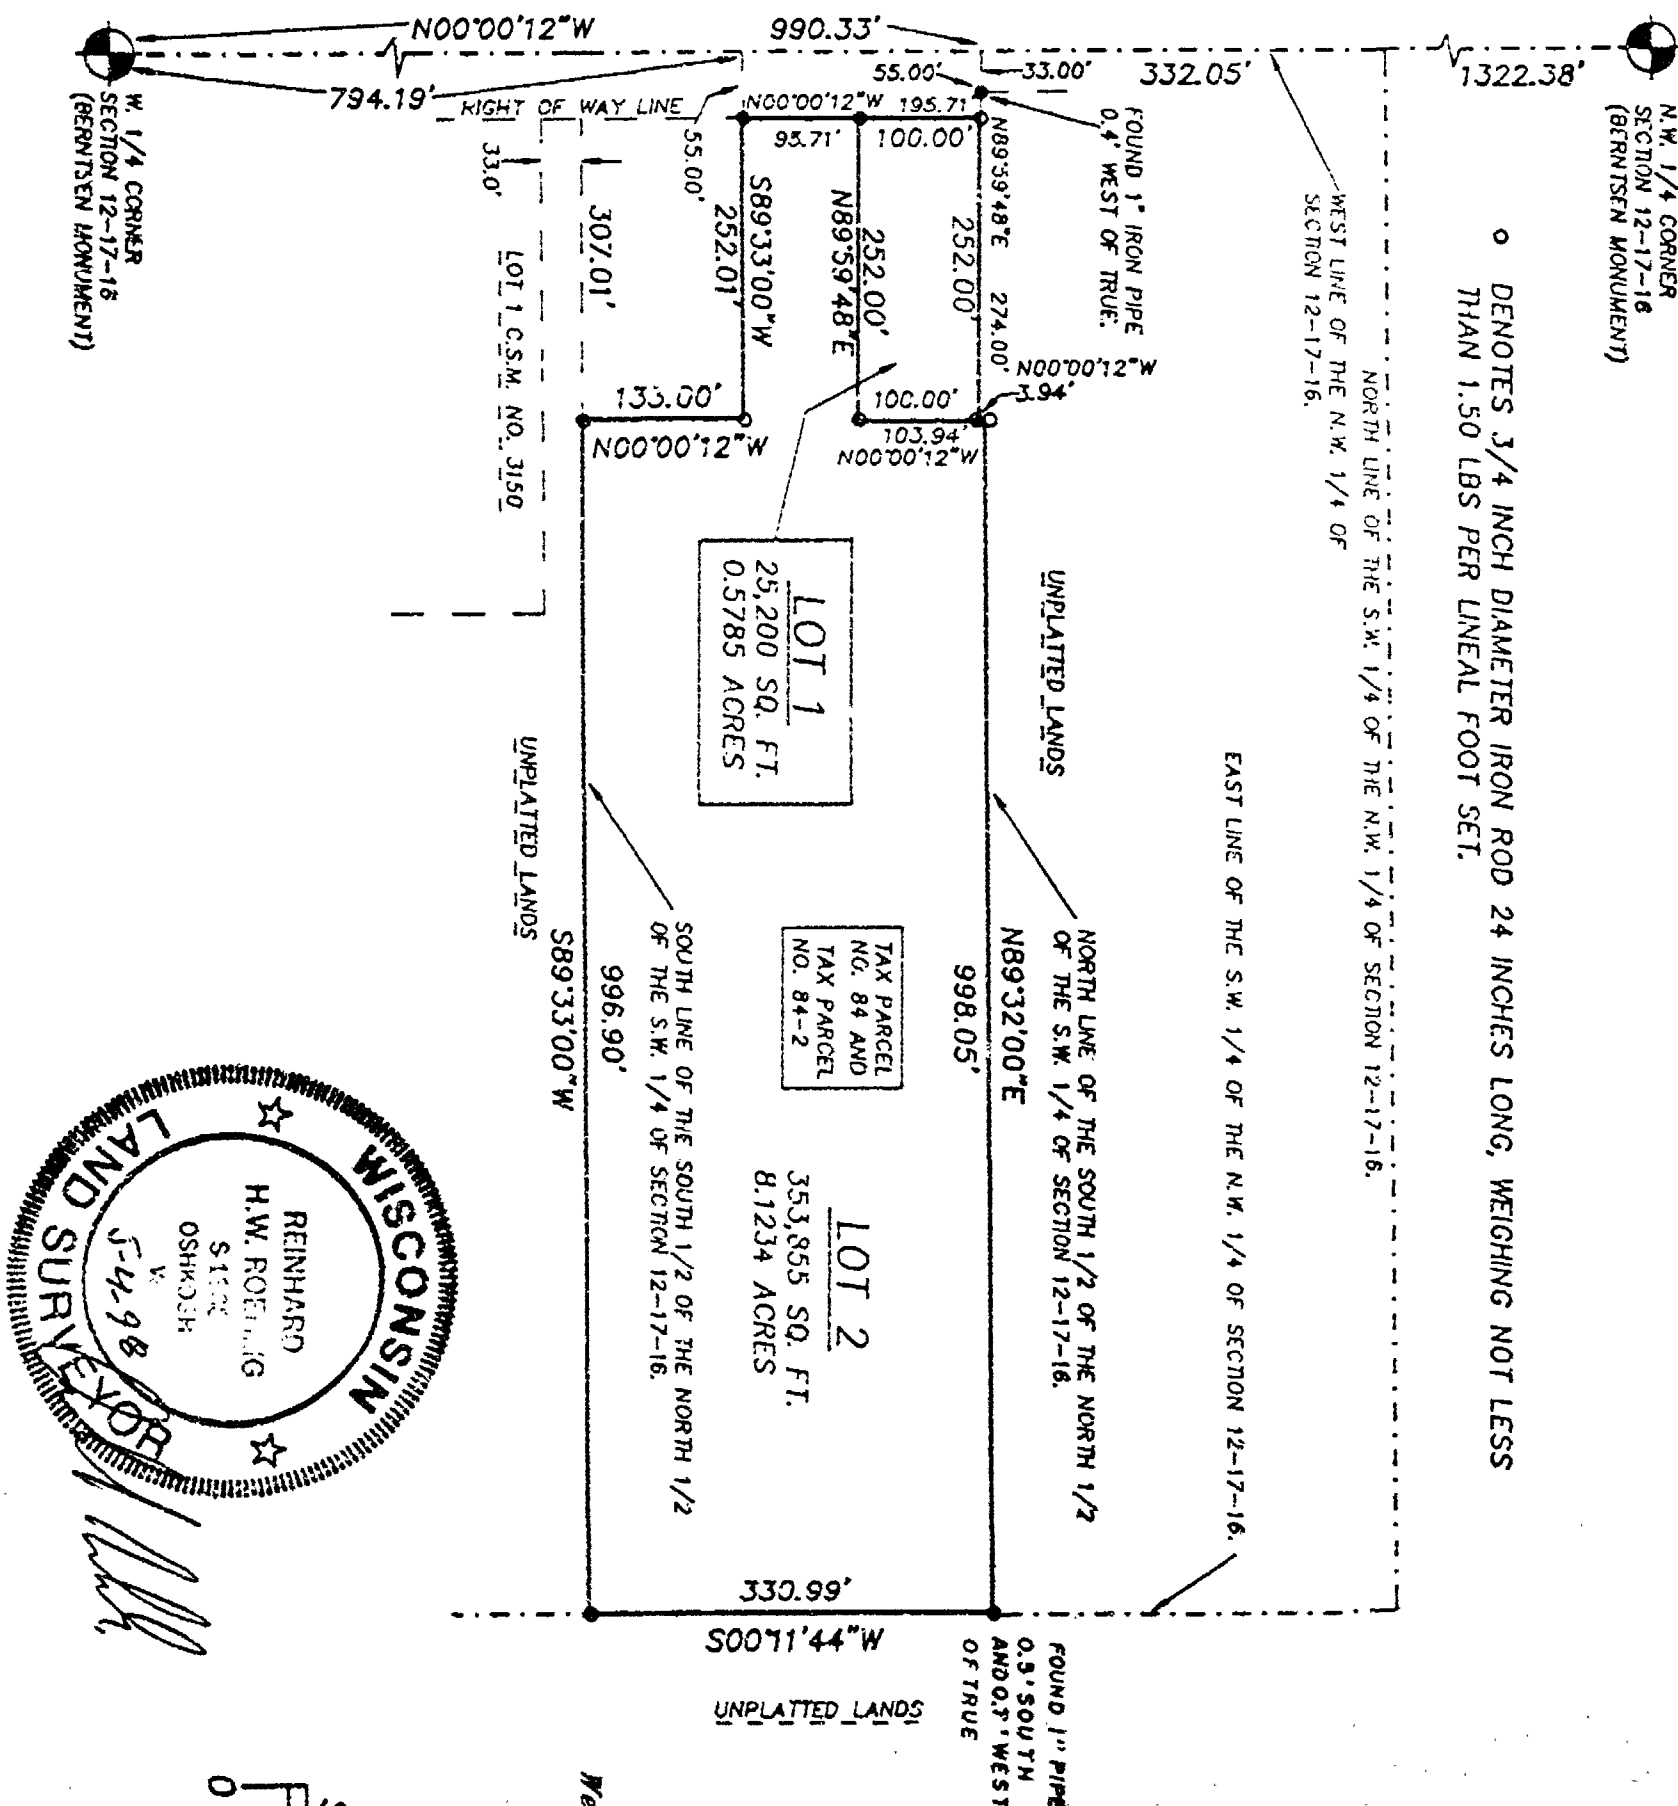 N.W. 1/4 CORNER
SECTION 12-17-16
(BERNTSEN MONUMENT)
o DENOTES 3/4 INCH DIAMETER IRON ROD 24 INCHES LONG, WEIGHING NOT LESS
THAN 1.50 LBS PER LINEAL FOOT SET.
1322.38'
332.05'
33.00'
55.00'
990.33'
N00°00'12"W
794.19'
W. 1/4 CORNER
SECTION 12-17-16
(BERNTSEN MONUMENT)
NORTH LINE OF THE S.W. 1/4 OF THE N.W. 1/4 OF SECTION 12-17-16.
WEST LINE OF THE N.W. 1/4 OF
SECTION 12-17-16.
EAST LINE OF THE S.W. 1/4 OF THE N.W. 1/4 OF SECTION 12-17-16.
FOUND 1" IRON PIPE
0.4' WEST OF TRUE.
RIGHT OF WAY LINE
N00°00'12"W 195.71'
95.71'
100.00'
55.00'
33.0'
N89°59'48"E 274.00'
252.00'
252.00'
N89°59'48"E
S89°33'00"W
252.01'
307.01'
LOT 1 C.S.M. NO. 3150
N00°00'12"W
3.94'
100.00'
103.94'
N00°00'12"W
133.00'
N00°00'12"W
UNPLATTED LANDS
LOT 1
25,200 SQ. FT.
0.5785 ACRES
UNPLATTED LANDS
NORTH LINE OF THE SOUTH 1/2 OF THE NORTH 1/2
OF THE S.W. 1/4 OF SECTION 12-17-16.
N89°32'00"E
998.05'
TAX PARCEL
NO. 84 AND
TAX PARCEL
NO. 84-2
SOUTH LINE OF THE SOUTH 1/2 OF THE NORTH 1/2
OF THE S.W. 1/4 OF SECTION 12-17-16.
996.90'
S89°33'00"W
LOT 2
353,855 SQ. FT.
8.1234 ACRES
330.99'
S00°11'44"W
UNPLATTED LANDS
FOUND 1" PIPE
0.3' SOUTH
AND 0.7' WEST
OF TRUE
WISCONSIN
LAND SURVEYOR
REINHARD
H.W.
OSHKOSH
5-4-98
0